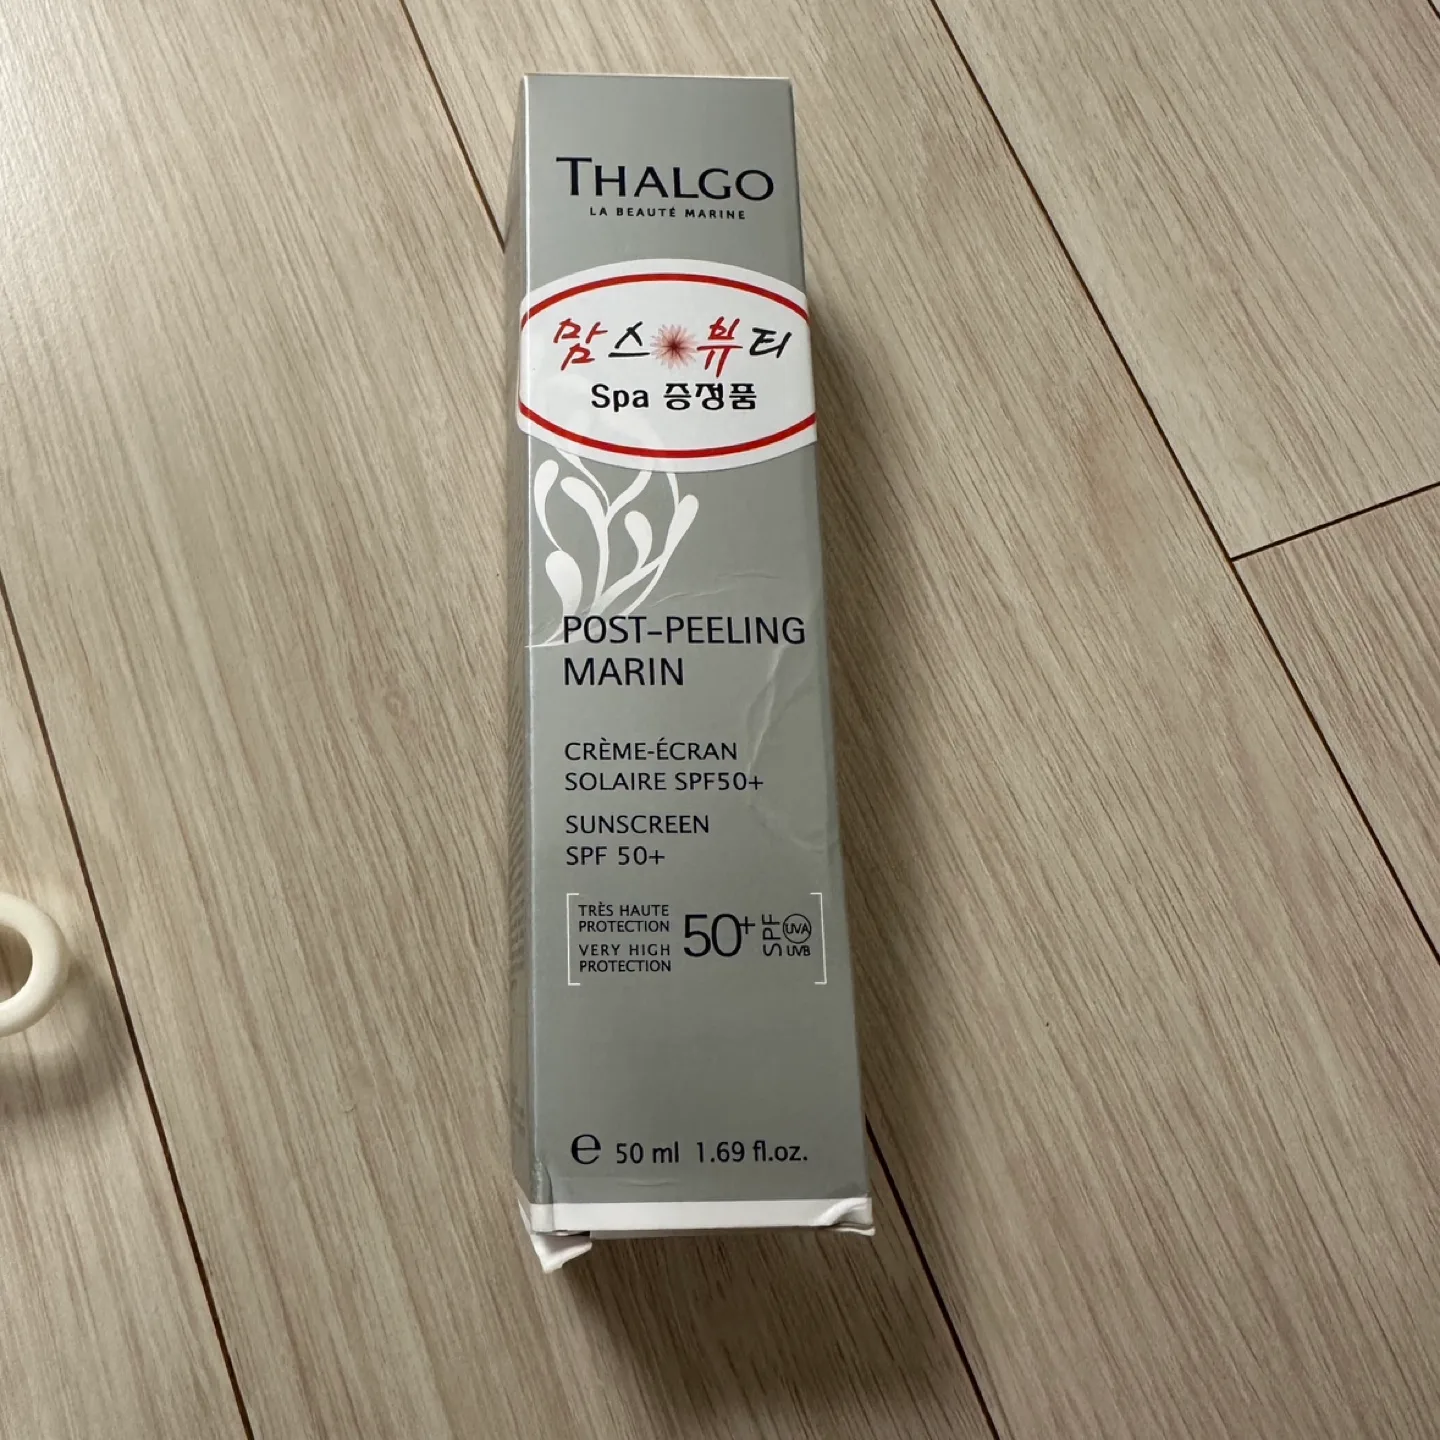 THALGO
LA BEAUTÉ MARINE
맘스뷰티
Spa 증정품
POST-PEELING
MARIN
CRÈME-ÉCRAN
SOLAIRE SPF50+
SUNSCREEN
SPF 50+
TRÈS HAUTE
PROTECTION
VERY HIGH
PROTECTION
50+
SPF
UVA
UVB
e 50 ml 1.69 fl.oz.